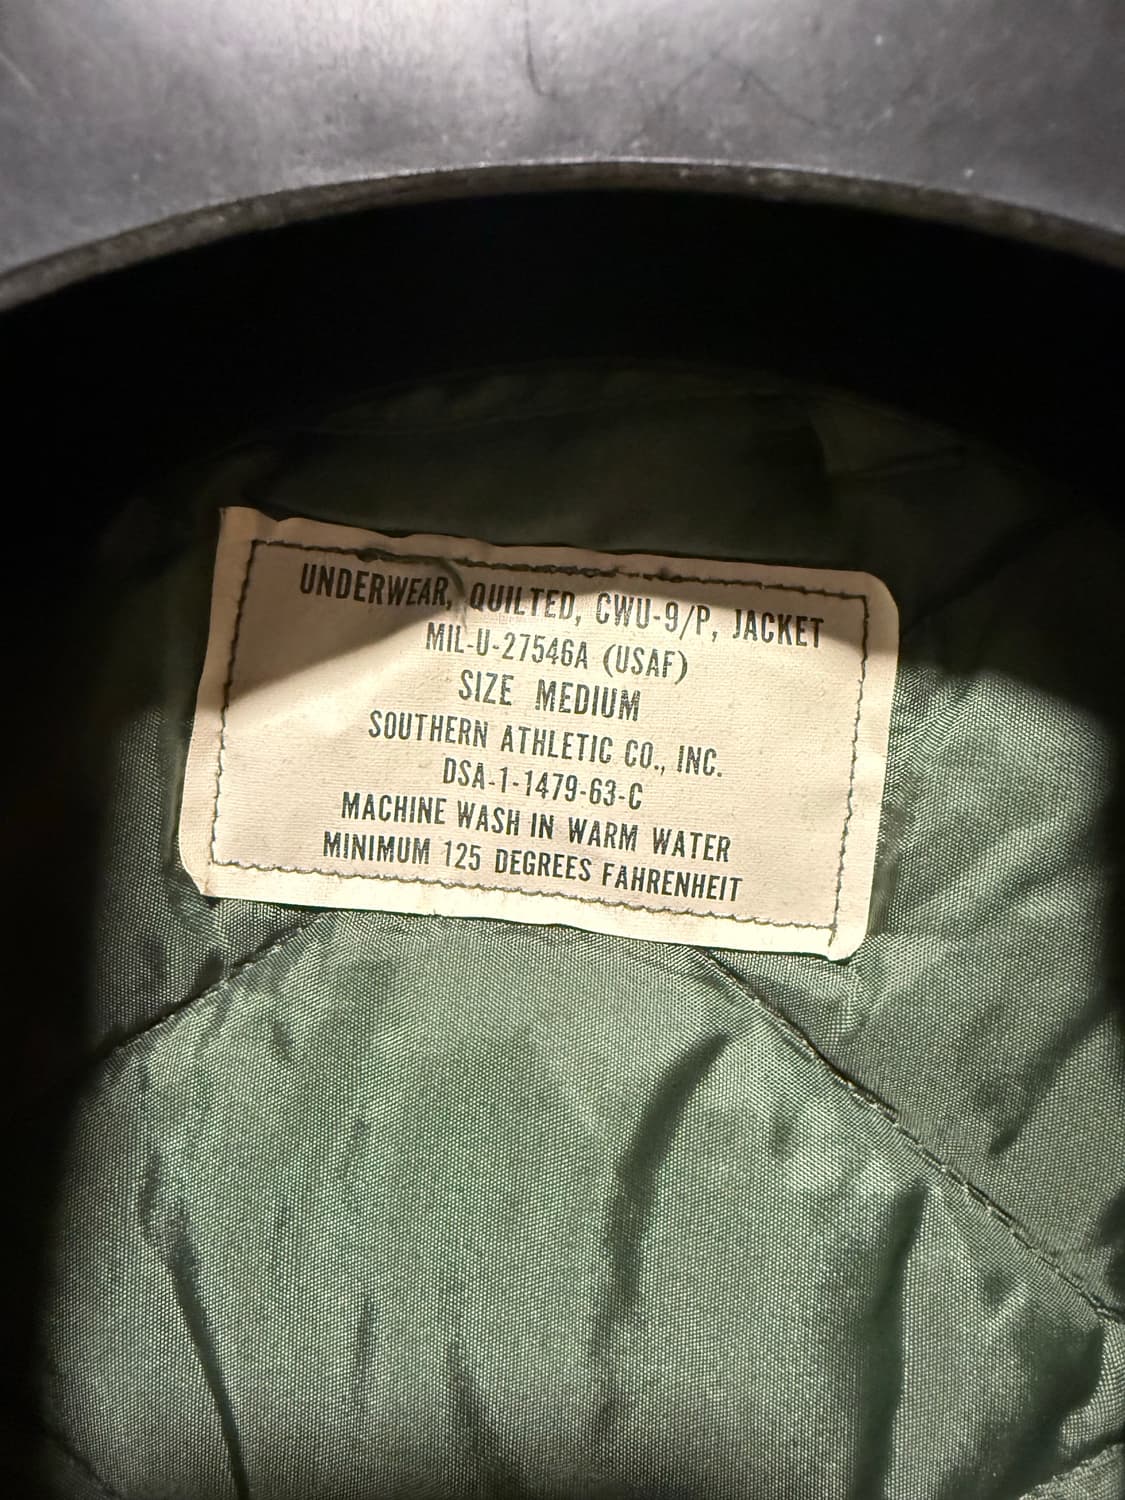 UNDERWEAR, QUILTED, CWU-9/P, JACKET
MIL-U-27546A (USAF)
SIZE MEDIUM
SOUTHERN ATHLETIC CO., INC.
DSA-1-1479-63-C
MACHINE WASH IN WARM WATER
MINIMUM 125 DEGREES FAHRENHEIT